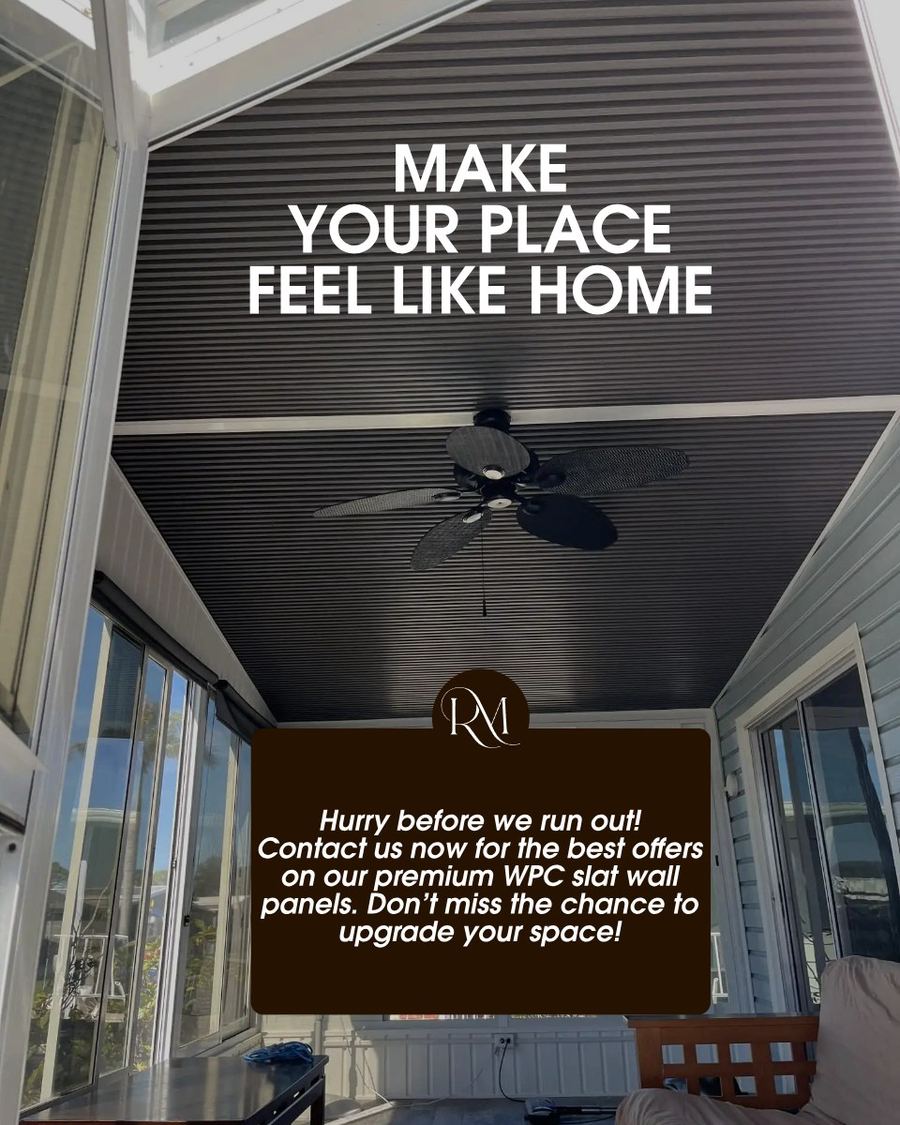 MAKE
YOUR PLACE
FEEL LIKE HOME
RM
Hurry before we run out!
Contact us now for the best offers
on our premium WPC slat wall
panels. Don’t miss the chance to
upgrade your space!